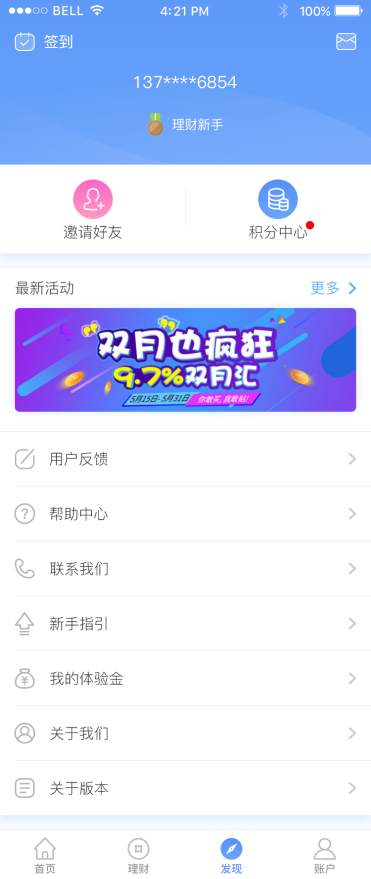 BELL 4:21 PM 100%
签到
137****6854
理财新手
邀请好友 积分中心
最新活动 更多
双月也疯狂
9.7%双月汇
5月15日- 5月31日 你敢买, 我敢贴!
用户反馈
帮助中心
联系我们
新手指引
我的体验金
关于我们
关于版本
首页 理财 发现 账户